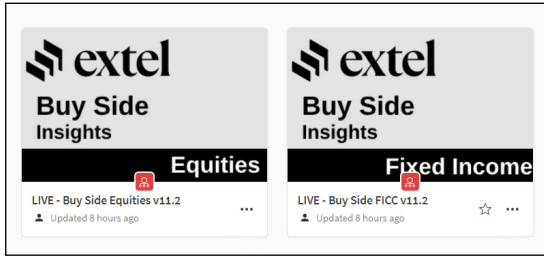 extel
Buy Side
Insights
Equities
LIVE - Buy Side Equities v11.2
Updated 8 hours ago
extel
Buy Side
Insights
Fixed Income
LIVE - Buy Side FICC v11.2
Updated 8 hours ago